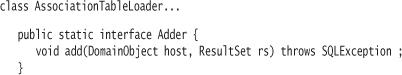 class AssociationTableLoader...
public static interface Adder {
void add(DomainObject host, ResultSet rs) throws SQLException ;
}